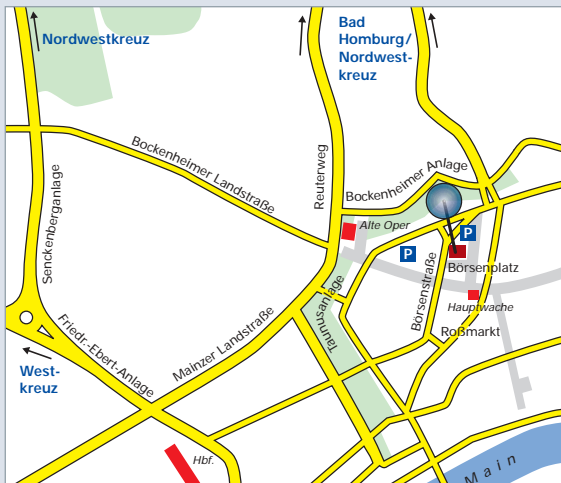 Nordwestkreuz
Bad
Homburg/
Nordwest-
kreuz
Bockenheimer Landstraße
Reuterweg
Bockenheimer Anlage
Senckenberganlage
Alte Oper
P
P
Börsenplatz
Börsenstraße
Hauptwache
Taunusanlage
Roßmarkt
Friedr.-Ebert-Anlage
Mainzer Landstraße
West-
kreuz
Hbf.
Main